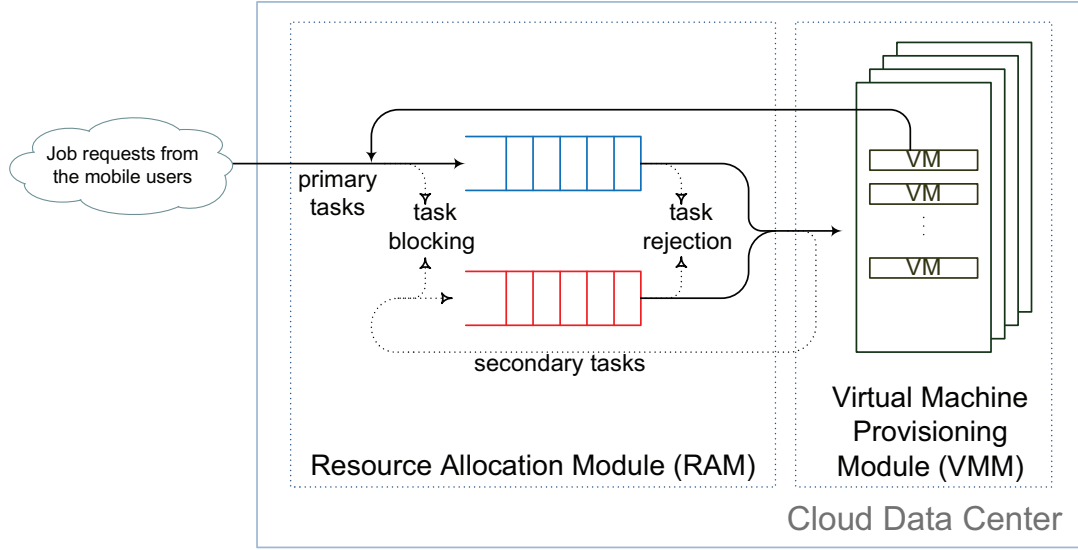 Job requests from
the mobile users
primary
tasks
task
blocking
task
rejection
secondary tasks
VM
VM
VM
Resource Allocation Module (RAM)
Virtual Machine
Provisioning
Module (VMM)
Cloud Data Center